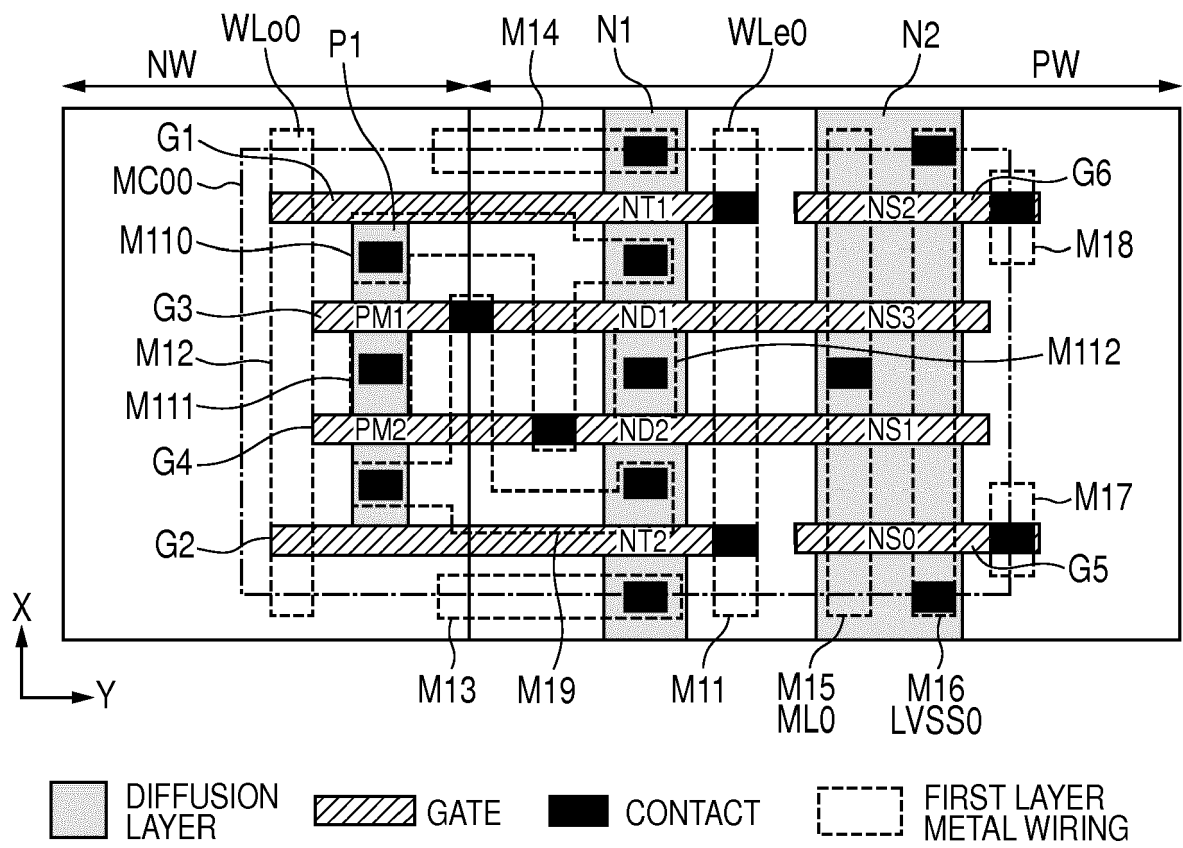 WLo0
P1
M14
N1
WLe0
N2
NW
PW
G1
MC00
NT1
NS2
G6
M110
M18
G3
PM1
ND1
NS3
M12
M112
M111
PM2
ND2
NS1
G4
M17
G2
NT2
NS0
G5
X
Y
M13
M19
M11
M15
ML0
M16
LVSS0
DIFFUSION
LAYER
GATE
CONTACT
FIRST LAYER
METAL WIRING